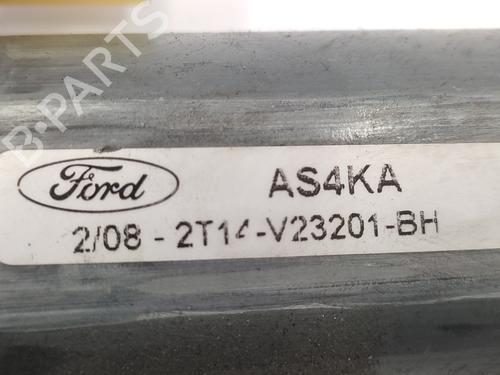 B-PARTS
Ford AS4KA
2/08 - 2T14-V23201-BH